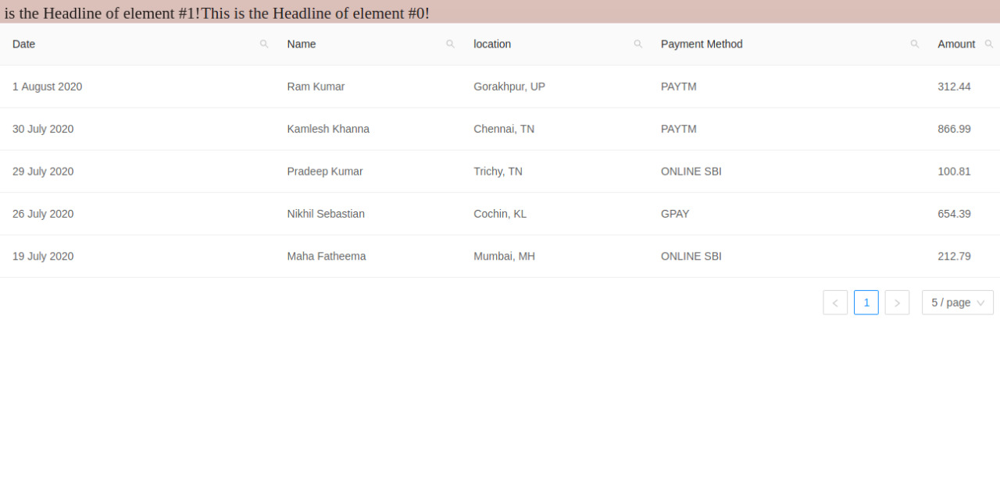 is the Headline of element #1!This is the Headline of element #0!
Date Name location Payment Method Amount
1 August 2020 Ram Kumar Gorakhpur, UP PAYTM 312.44
30 July 2020 Kamlesh Khanna Chennai, TN PAYTM 866.99
29 July 2020 Pradeep Kumar Trichy, TN ONLINE SBI 100.81
26 July 2020 Nikhil Sebastian Cochin, KL GPAY 654.39
19 July 2020 Maha Fatheema Mumbai, MH ONLINE SBI 212.79
1 5 / page